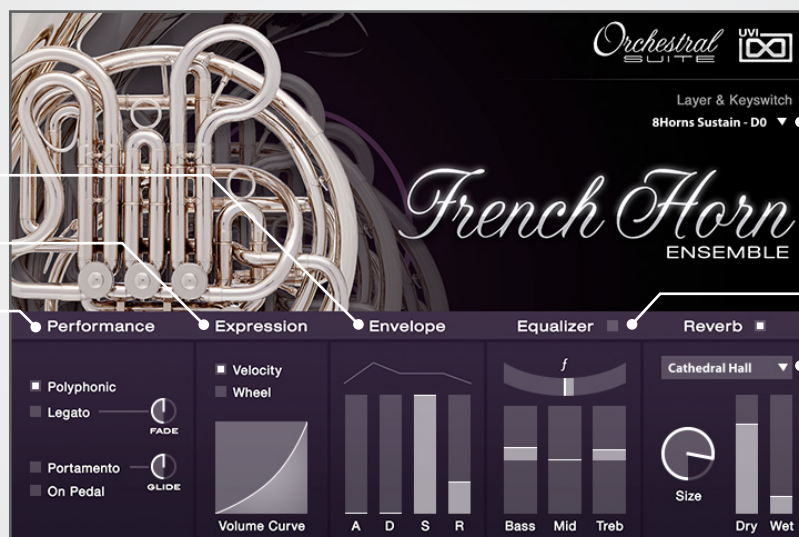 Orchestral
SUITE
UVI
Layer & Keyswitch
8Horns Sustain - D0
French Horn
ENSEMBLE
Performance
Expression
Envelope
Equalizer
Reverb
Polyphonic
Legato
FADE
Portamento
On Pedal
GLIDE
Velocity
Wheel
Volume Curve
A D S R
f
Bass Mid Treb
Cathedral Hall
Size
Dry Wet